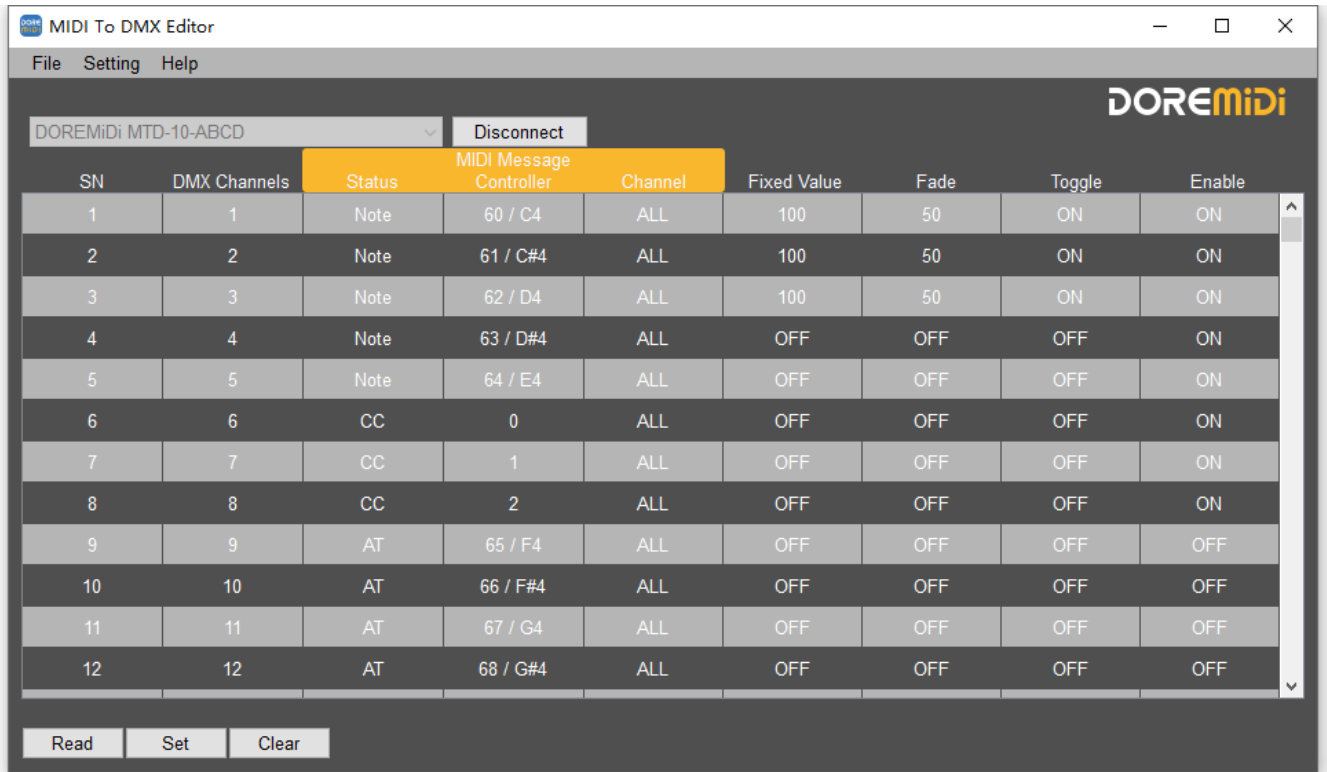 MIDI To DMX Editor
File Setting Help
DOREMiDi
DOREMiDi MTD-10-ABCD Disconnect
MIDI Message
SN DMX Channels Status Controller Channel Fixed Value Fade Toggle Enable
1 1 Note 60 / C4 ALL 100 50 ON ON
2 2 Note 61 / C#4 ALL 100 50 ON ON
3 3 Note 62 / D4 ALL 100 50 ON ON
4 4 Note 63 / D#4 ALL OFF OFF OFF ON
5 5 Note 64 / E4 ALL OFF OFF OFF ON
6 6 CC 0 ALL OFF OFF OFF ON
7 7 CC 1 ALL OFF OFF OFF ON
8 8 CC 2 ALL OFF OFF OFF ON
9 9 AT 65 / F4 ALL OFF OFF OFF OFF
10 10 AT 66 / F#4 ALL OFF OFF OFF OFF
11 11 AT 67 / G4 ALL OFF OFF OFF OFF
12 12 AT 68 / G#4 ALL OFF OFF OFF OFF
Read Set Clear